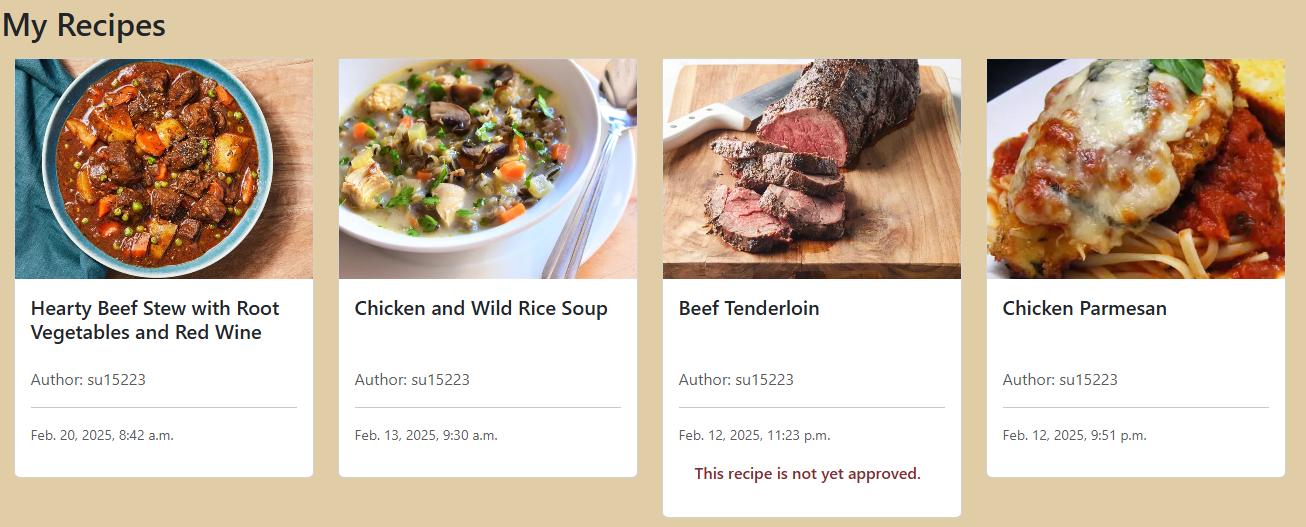 My Recipes
Hearty Beef Stew with Root
Vegetables and Red Wine
Author: su15223
Feb. 20, 2025, 8:42 a.m.
Chicken and Wild Rice Soup
Author: su15223
Feb. 13, 2025, 9:30 a.m.
Beef Tenderloin
Author: su15223
Feb. 12, 2025, 11:23 p.m.
This recipe is not yet approved.
Chicken Parmesan
Author: su15223
Feb. 12, 2025, 9:51 p.m.